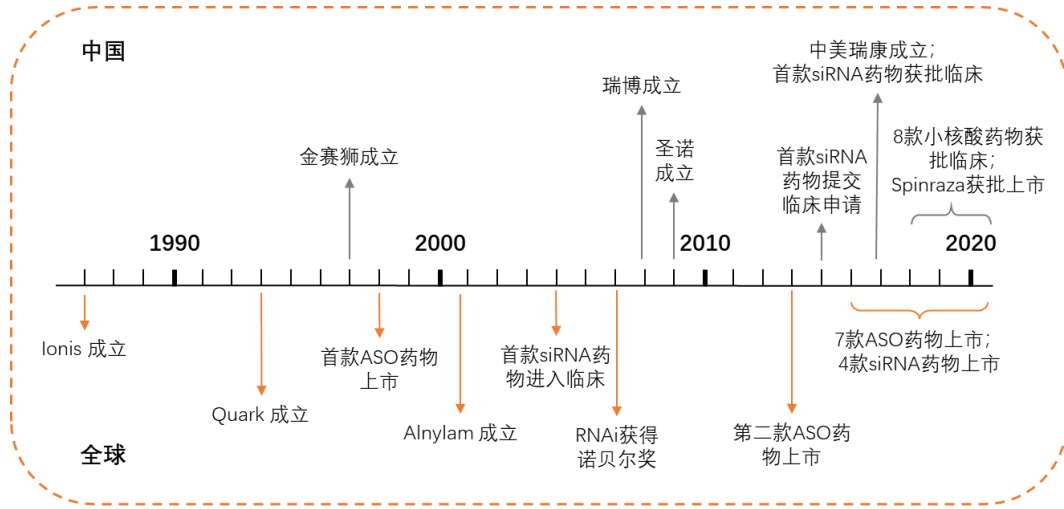 中国
中美瑞康成立；
首款siRNA药物获批临床
瑞博成立
8款小核酸药物获
批临床；
Spinraza获批上市
金赛狮成立
圣诺
成立
首款siRNA
药物提交
临床申请
1990
2000
2010
2020
Ionis 成立
首款ASO药物
上市
首款siRNA药
物进入临床
7款ASO药物上市；
4款siRNA药物上市
Quark 成立
Alnylam 成立
RNAi获得
诺贝尔奖
第二款ASO药
物上市
全球